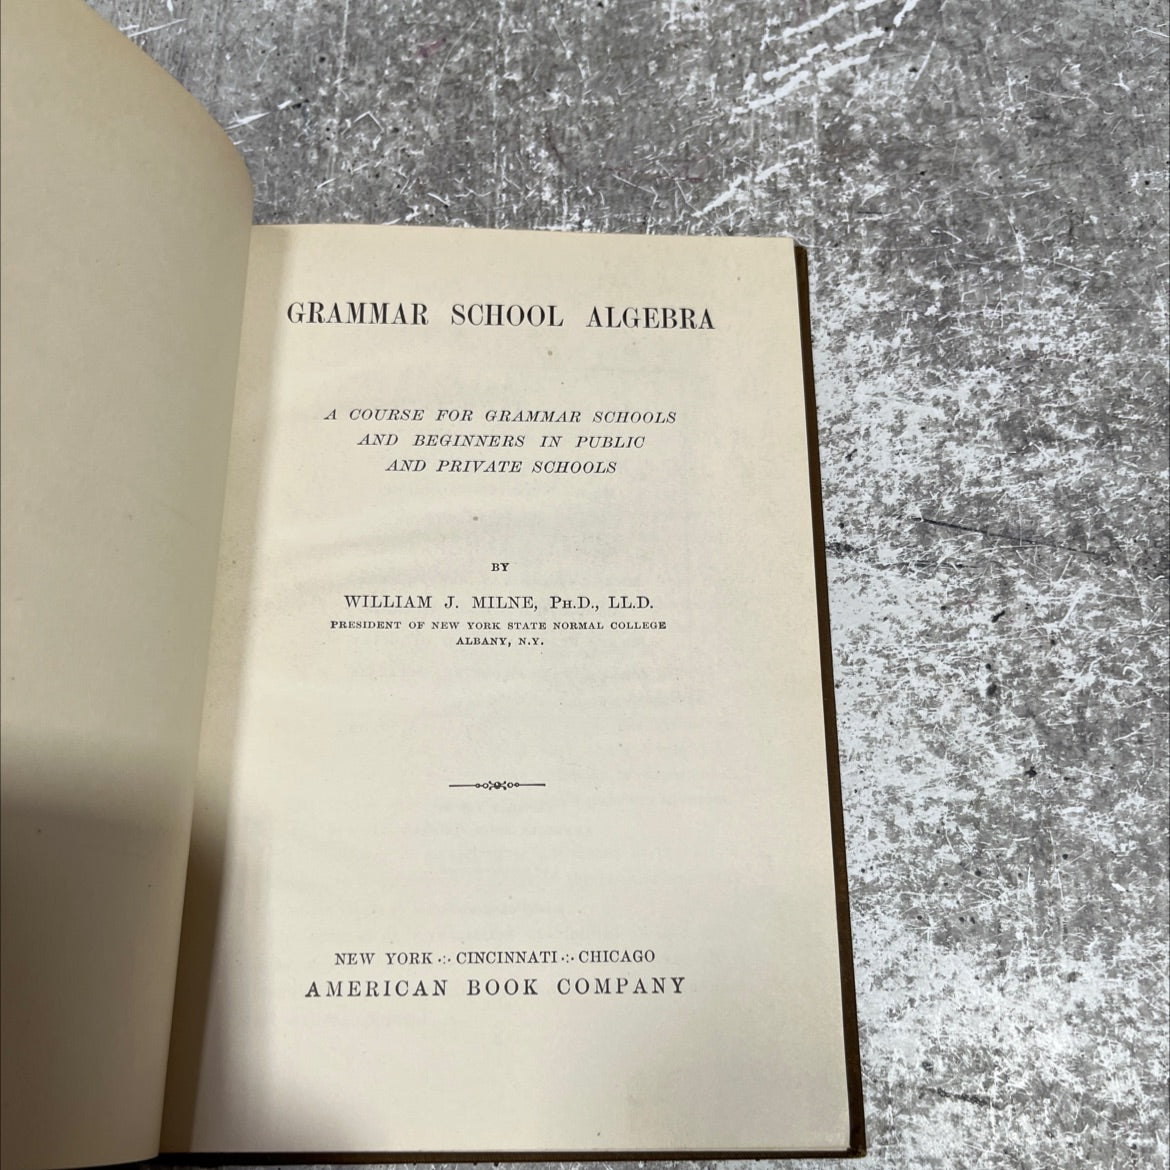 GRAMMAR SCHOOL ALGEBRA
A COURSE FOR GRAMMAR SCHOOLS
AND BEGINNERS IN PUBLIC
AND PRIVATE SCHOOLS
BY
WILLIAM J. MILNE, Ph.D., LL.D.
PRESIDENT OF NEW YORK STATE NORMAL COLLEGE
ALBANY, N.Y.
NEW YORK ·:· CINCINNATI ·:· CHICAGO
AMERICAN BOOK COMPANY